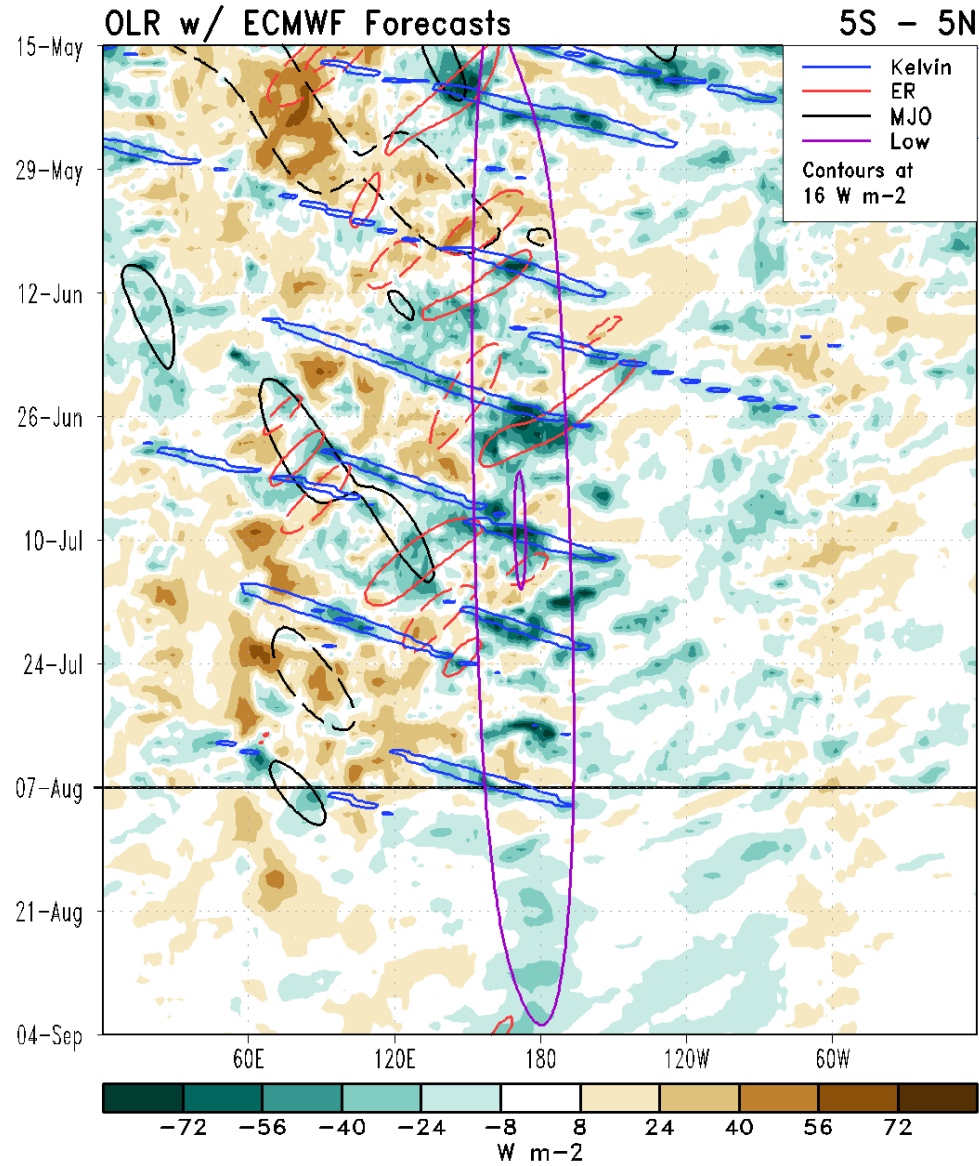 OLR w/ ECMWF Forecasts 5S - 5N
15-May
Kelvin
ER
MJO
Low
Contours at
16 W m-2
29-May
12-Jun
26-Jun
10-Jul
24-Jul
07-Aug
21-Aug
04-Sep
60E 120E 180 120W 60W
-72 -56 -40 -24 -8 8 24 40 56 72
W m-2